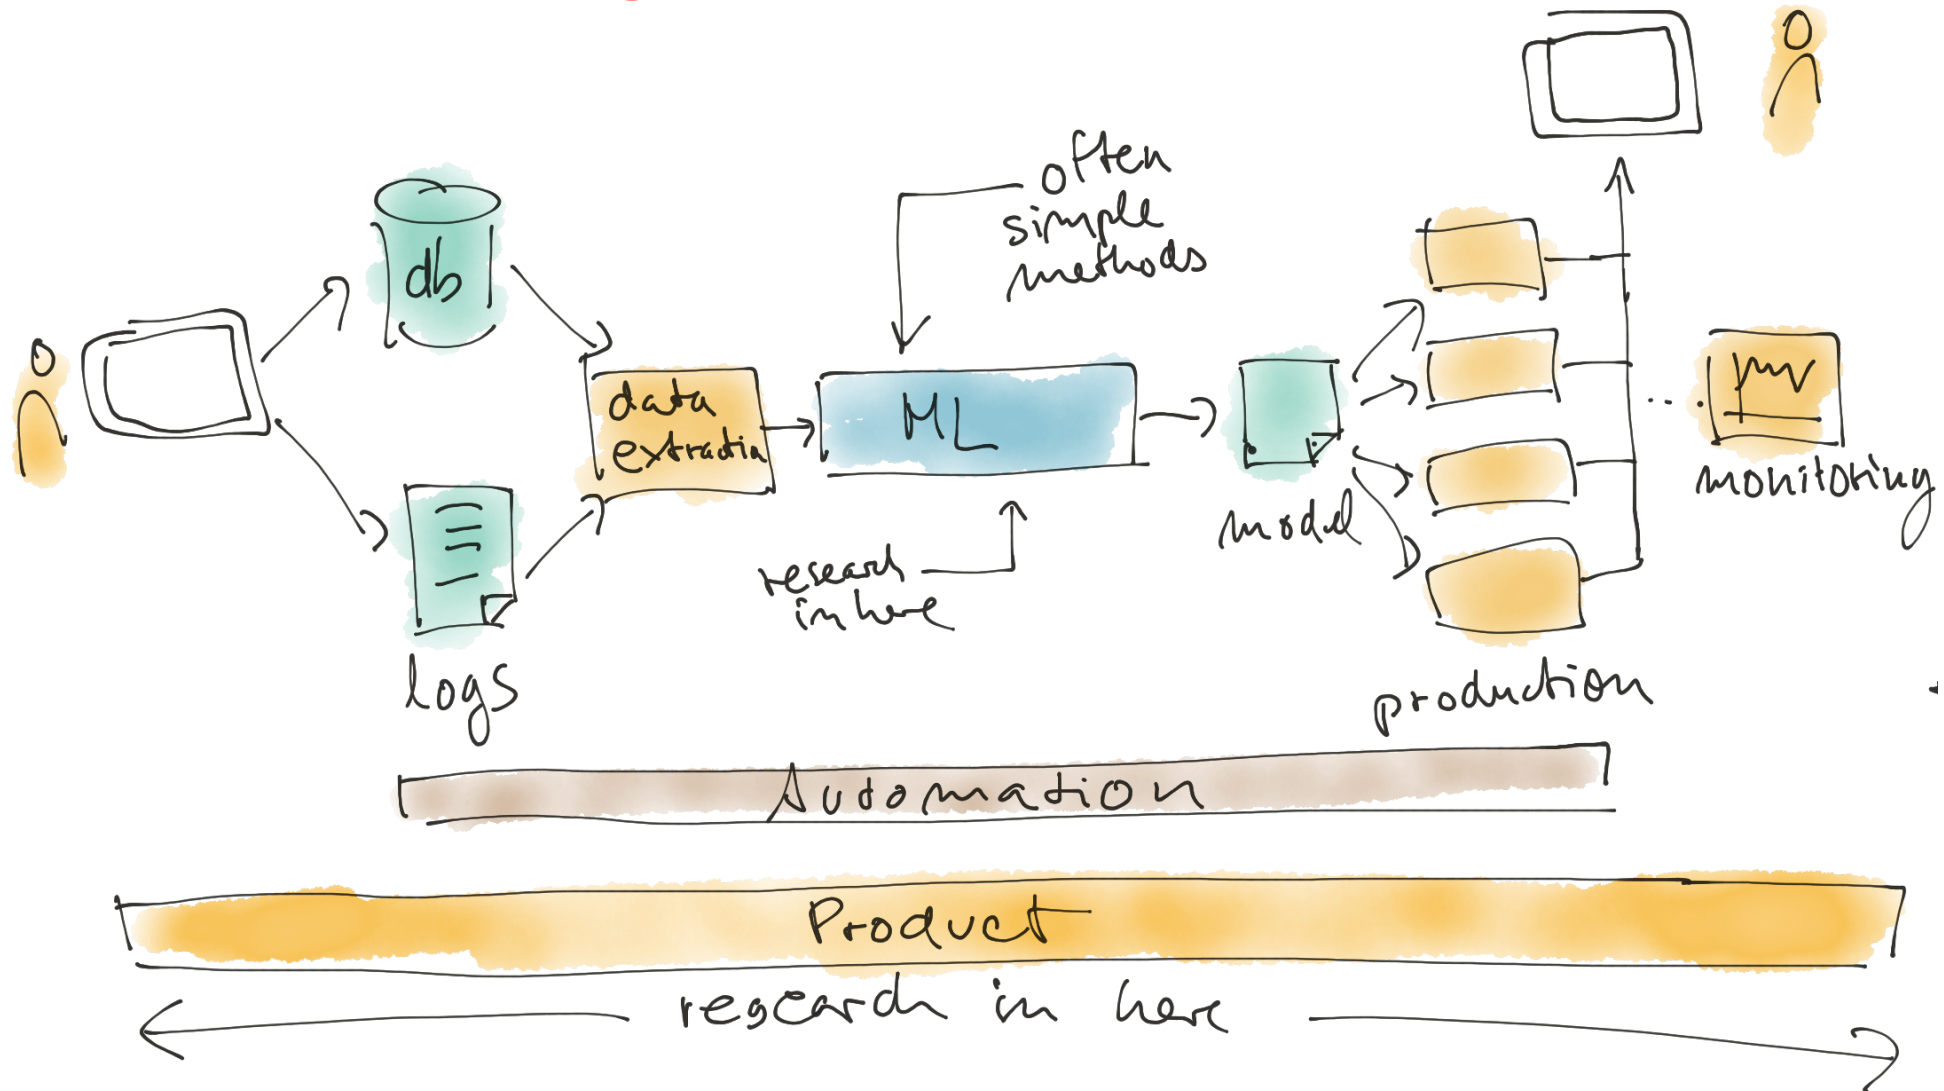 often
simple
methods
db
data
extraction
ML
model
monitoring
research
in here
logs
production
Automation
Product
research in here